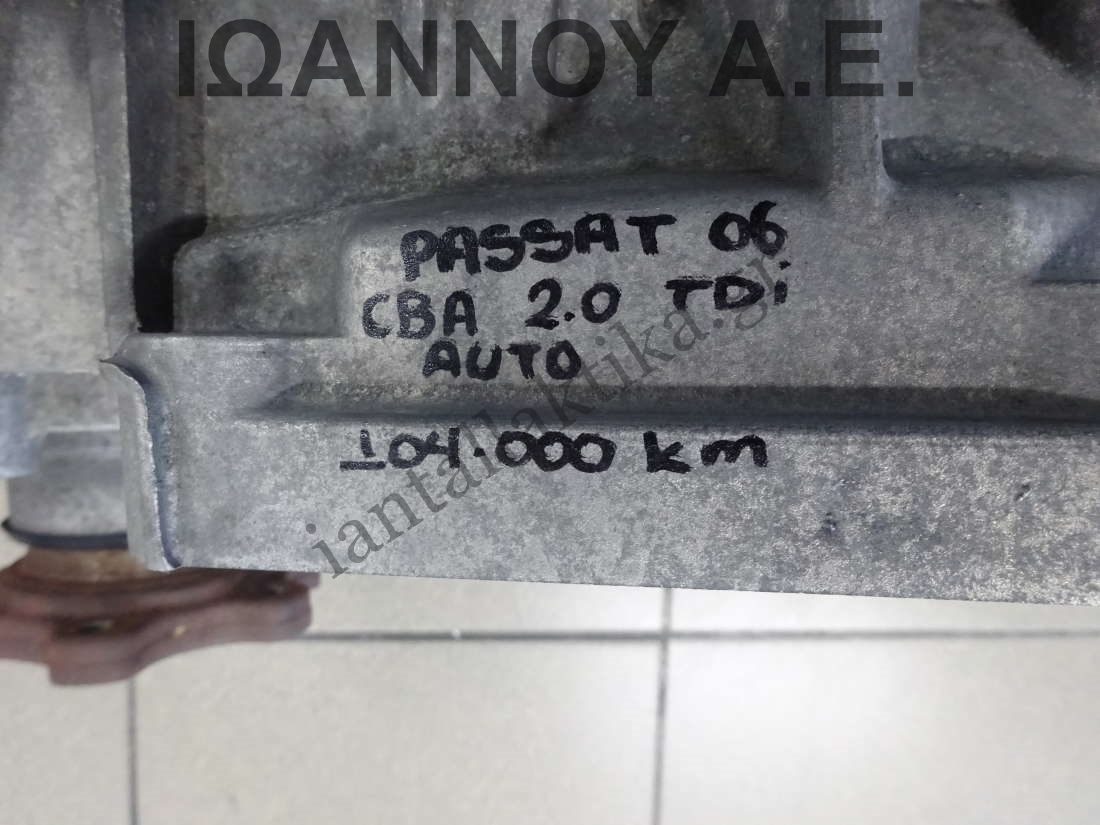 ΙΩΑΝΝΟΥ Α.Ε.
PASSAT 06
CBA 2.0 TDi
AUTO
104.000 km
iantallaktika.gr